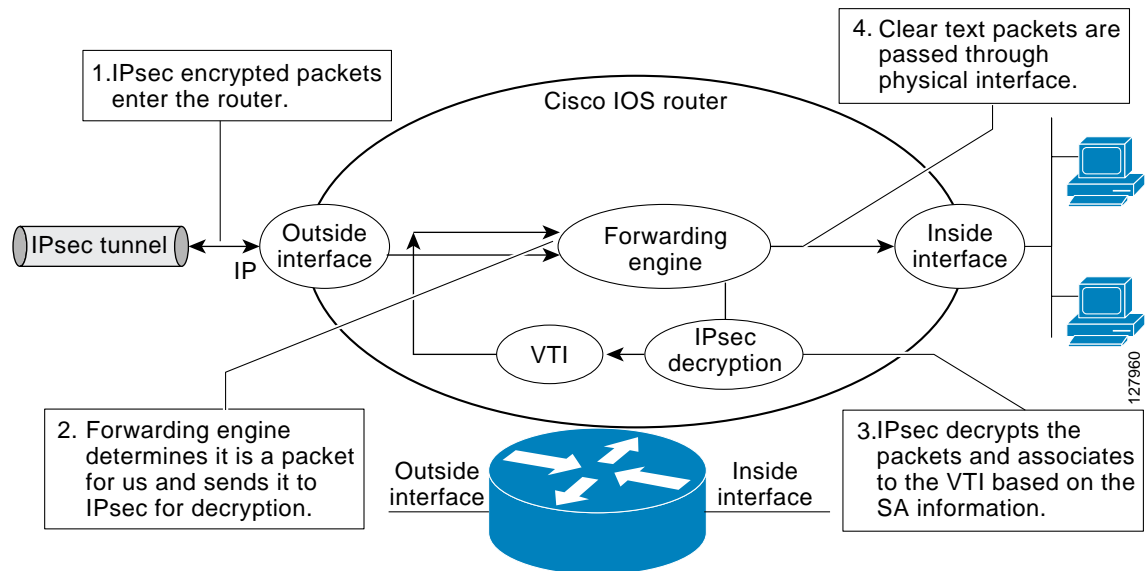 1.IPsec encrypted packets
enter the router.
4. Clear text packets are
passed through
physical interface.
Cisco IOS router
IPsec tunnel
IP
Outside
interface
Forwarding
engine
Inside
interface
VTI
IPsec
decryption
127960
2. Forwarding engine
determines it is a packet
for us and sends it to
IPsec for decryption.
Outside
interface
Inside
interface
3.IPsec decrypts the
packets and associates
to the VTI based on the
SA information.